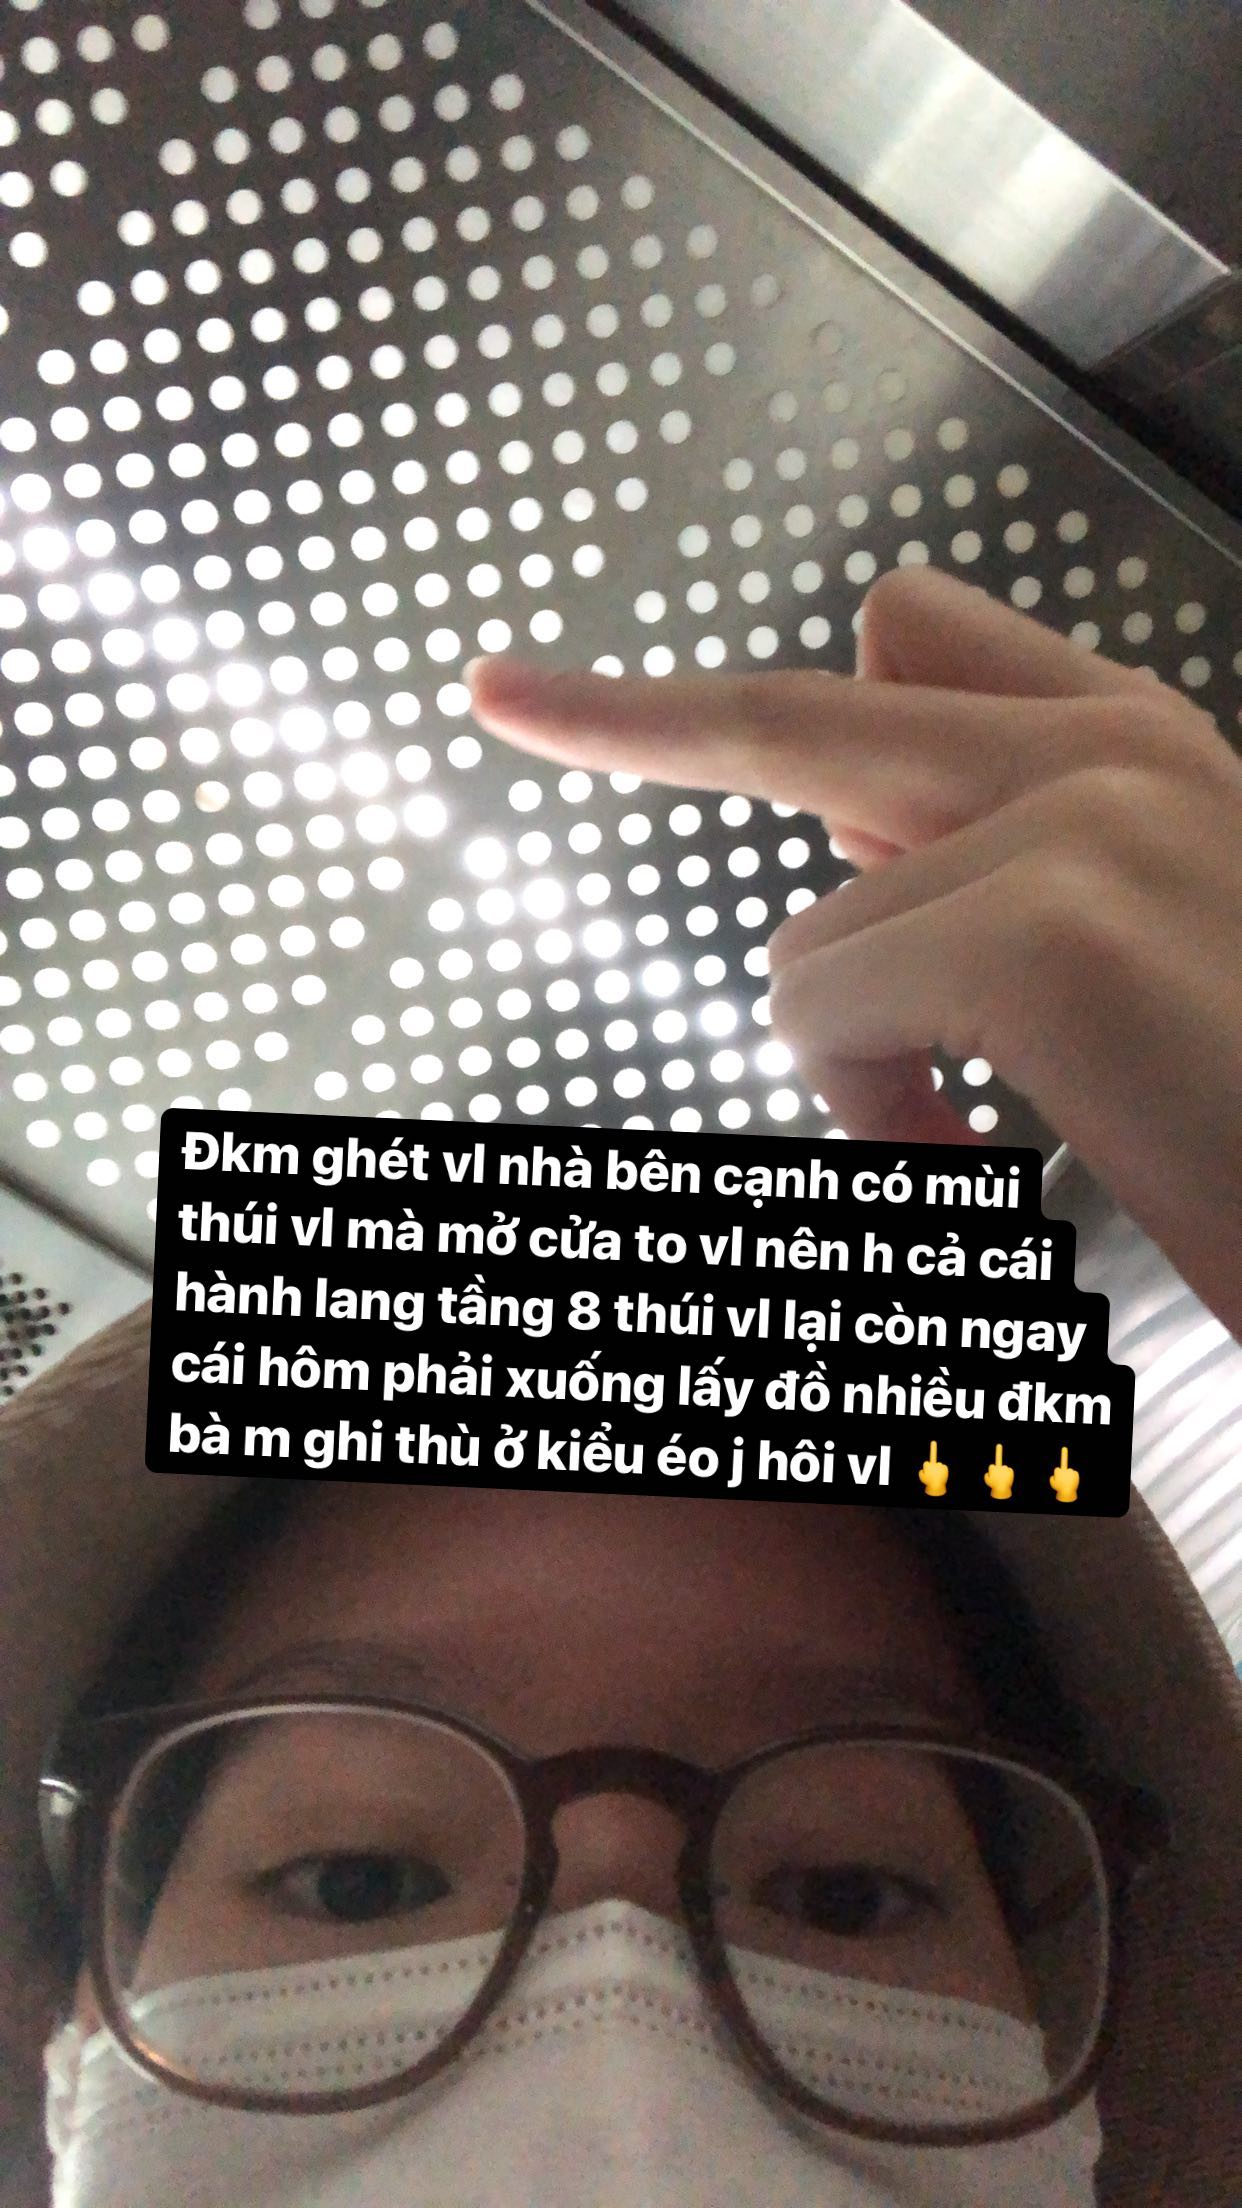 Đkm ghét vl nhà bên cạnh có mùi
thúi vl mà mở cửa to vl nên h cả cái
hành lang tầng 8 thúi vl lại còn ngay
cái hôm phải xuống lấy đồ nhiều đkm
bà m ghi thù ở kiểu éo j hôi vl 🖕🖕🖕